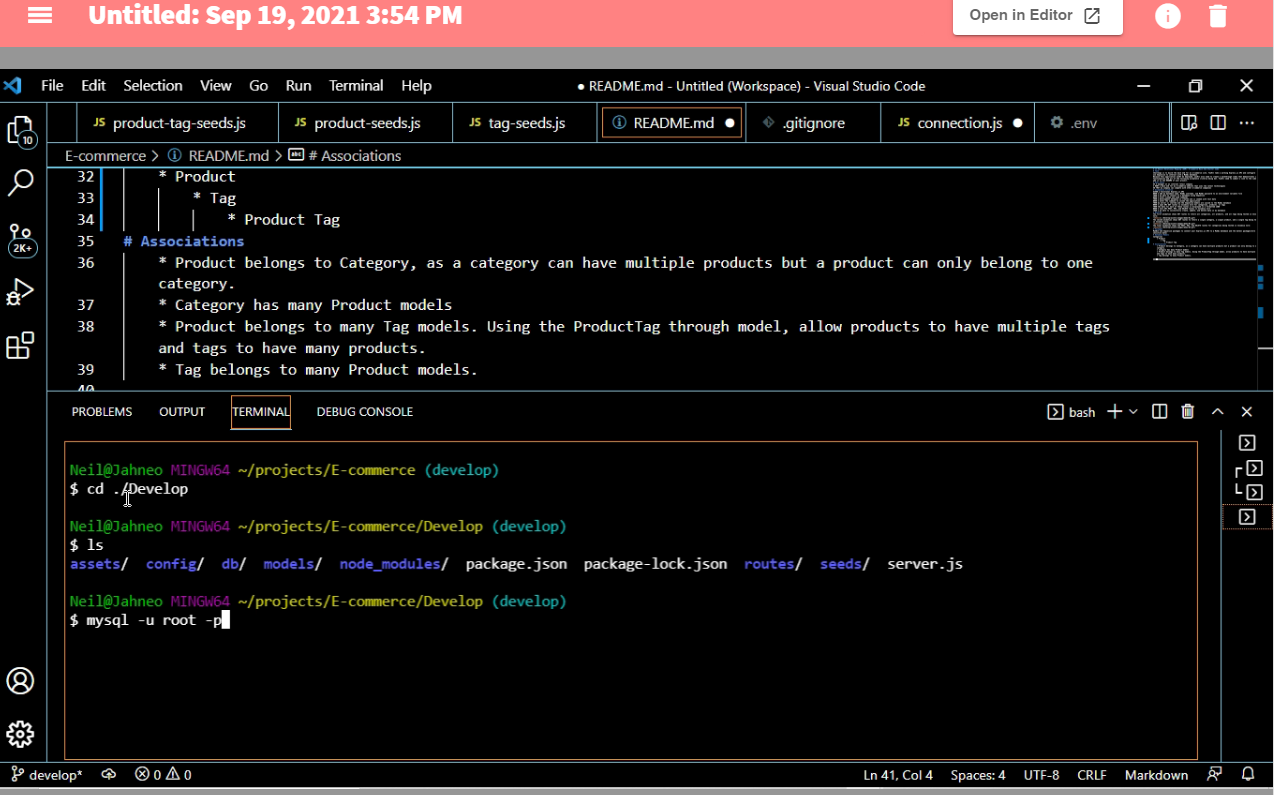 Untitled: Sep 19, 2021 3:54 PM
Open in Editor
File Edit Selection View Go Run Terminal Help
● README.md - Untitled (Workspace) - Visual Studio Code
JS product-tag-seeds.js JS product-seeds.js JS tag-seeds.js README.md ● .gitignore JS connection.js ● .env
E-commerce > README.md > # Associations
32 * Product
33 * Tag
34 * Product Tag
35 # Associations
36 * Product belongs to Category, as a category can have multiple products but a product can only belong to one
category.
37 * Category has many Product models
38 * Product belongs to many Tag models. Using the ProductTag through model, allow products to have multiple tags
and tags to have many products.
39 * Tag belongs to many Product models.
40
10
2K+
PROBLEMS OUTPUT TERMINAL DEBUG CONSOLE
bash
Neil@Jahneo MINGW64 ~/projects/E-commerce (develop)
$ cd ./Develop
Neil@Jahneo MINGW64 ~/projects/E-commerce/Develop (develop)
$ ls
assets/ config/ db/ models/ node_modules/ package.json package-lock.json routes/ seeds/ server.js
Neil@Jahneo MINGW64 ~/projects/E-commerce/Develop (develop)
$ mysql -u root -p
develop* 0 0 Ln 41, Col 4 Spaces: 4 UTF-8 CRLF Markdown